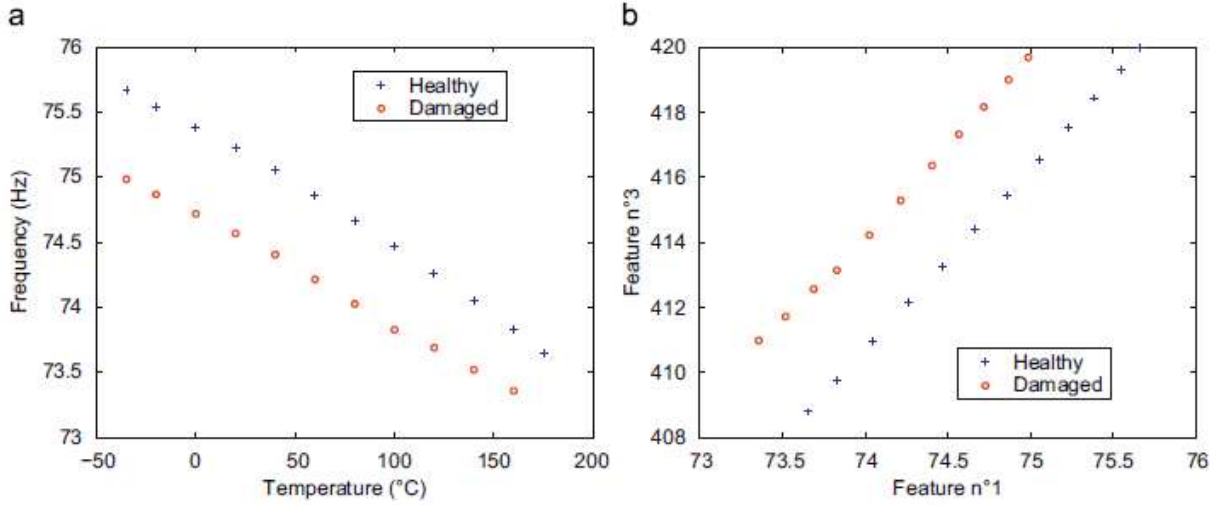 a
76
75.5
75
74.5
74
73.5
73
−50
0
50
100
150
200
Frequency (Hz)
Temperature (°C)
Healthy
Damaged
b
420
418
416
414
412
410
408
73
73.5
74
74.5
75
75.5
76
Feature n°3
Feature n°1
Healthy
Damaged